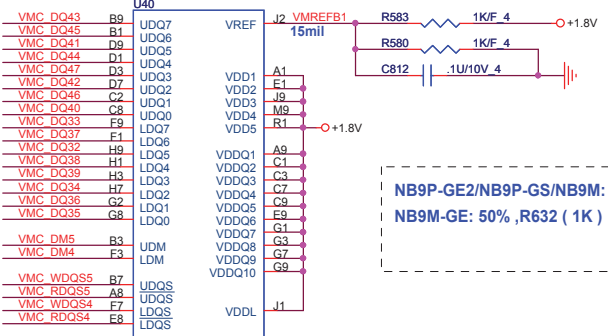 U40
VMC_DQ43 B9 UDQ7 VREF J2 VMREFB1 R583 1K/F_4 +1.8V
VMC_DQ45 B1 UDQ6 15mil
VMC_DQ41 D9 UDQ5 R580 1K/F_4
VMC_DQ44 D1 UDQ4
VMC_DQ47 D3 UDQ3 VDD1 A1 C812 .1U/10V_4
VMC_DQ42 D7 UDQ2 VDD2 E1
VMC_DQ46 C2 UDQ1 VDD3 J9
VMC_DQ40 C8 UDQ0 VDD4 M9
VMC_DQ33 F9 LDQ7 VDD5 R1 +1.8V
VMC_DQ37 F1 LDQ6
VMC_DQ32 H9 LDQ5 VDDQ1 A9
VMC_DQ38 H1 LDQ4 VDDQ2 C1
VMC_DQ39 H3 LDQ3 VDDQ3 C3
VMC_DQ34 H7 LDQ2 VDDQ4 C7
VMC_DQ36 G2 LDQ1 VDDQ5 C9
VMC_DQ35 G8 LDQ0 VDDQ6 E9
VDDQ7 G1
VMC_DM5 B3 UDM VDDQ8 G3
VMC_DM4 F3 LDM VDDQ9 G7
VDDQ10 G9
VMC_WDQS5 B7 UDQS
VMC_RDQS5 A8 UDQS
VMC_WDQS4 F7 LDQS VDDL J1
VMC_RDQS4 E8 LDQS
NB9P-GE2/NB9P-GS/NB9M:
NB9M-GE: 50% ,R632 ( 1K )